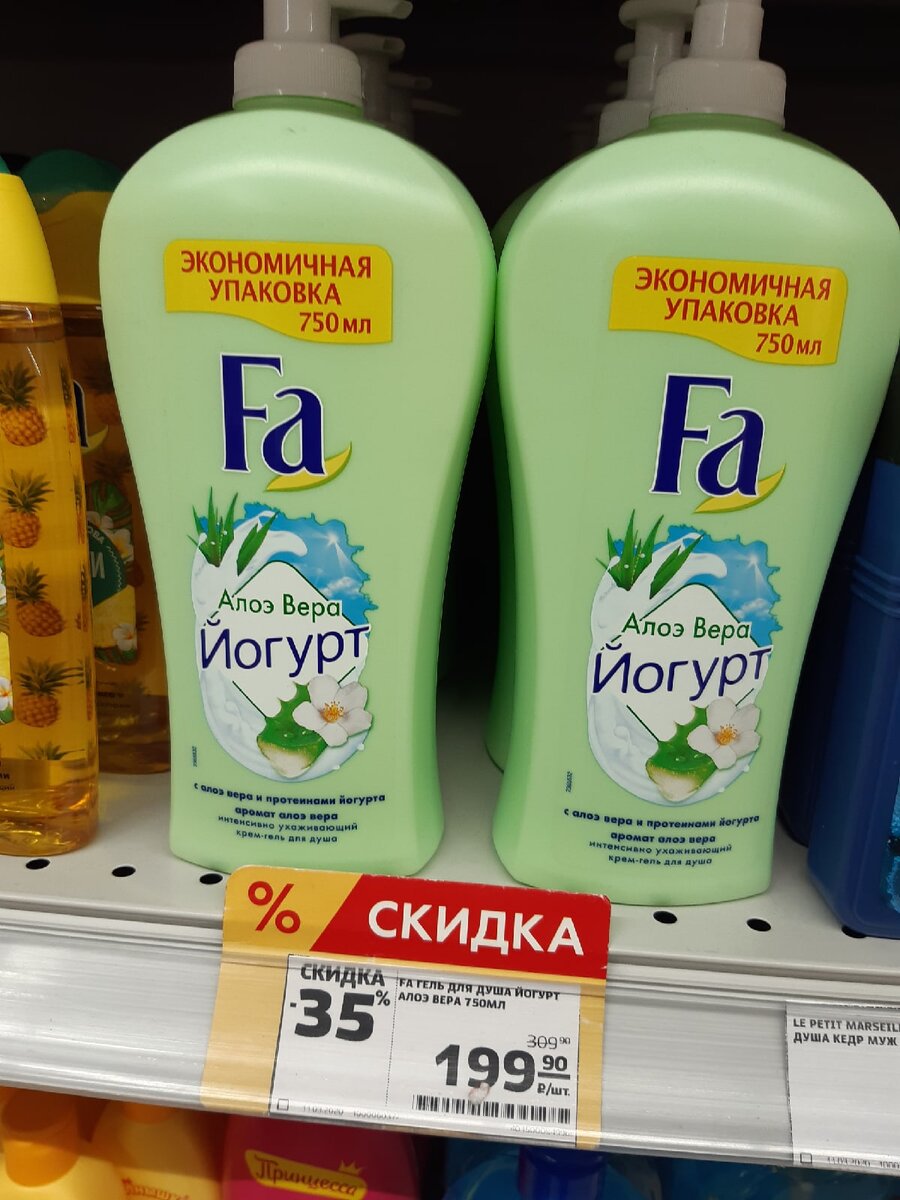 ЭКОНОМИЧНАЯ
УПАКОВКА
750 мл
Fa
Алоэ Вера
Йогурт
с алоэ вера и протеинами йогурта
аромат алоэ вера
интенсивно ухаживающий
крем-гель для душа
ЭКОНОМИЧНАЯ
УПАКОВКА
750 мл
Fa
Алоэ Вера
Йогурт
с алоэ вера и протеинами йогурта
аромат алоэ вера
интенсивно ухаживающий
крем-гель для душа
% СКИДКА
СКИДКА
-35%
FA ГЕЛЬ ДЛЯ ДУША ЙОГУРТ
АЛОЭ ВЕРА 750МЛ
309 90
199 90
₽/шт.
LE PETIT MARSEIL
ДУША КЕДР МУЖ
Принцесса